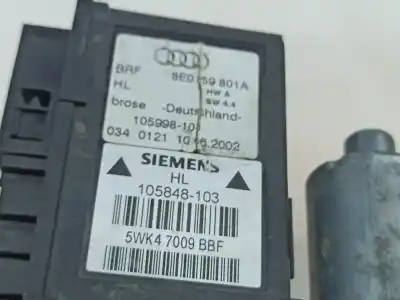 BRF 8E0 959 801A
HL HW A
SW 4.4
brose -Deutschland-
105998-103
034 0121 10.06.2002
SIEMENS
HL
105848-103
5WK4 7009 BBF